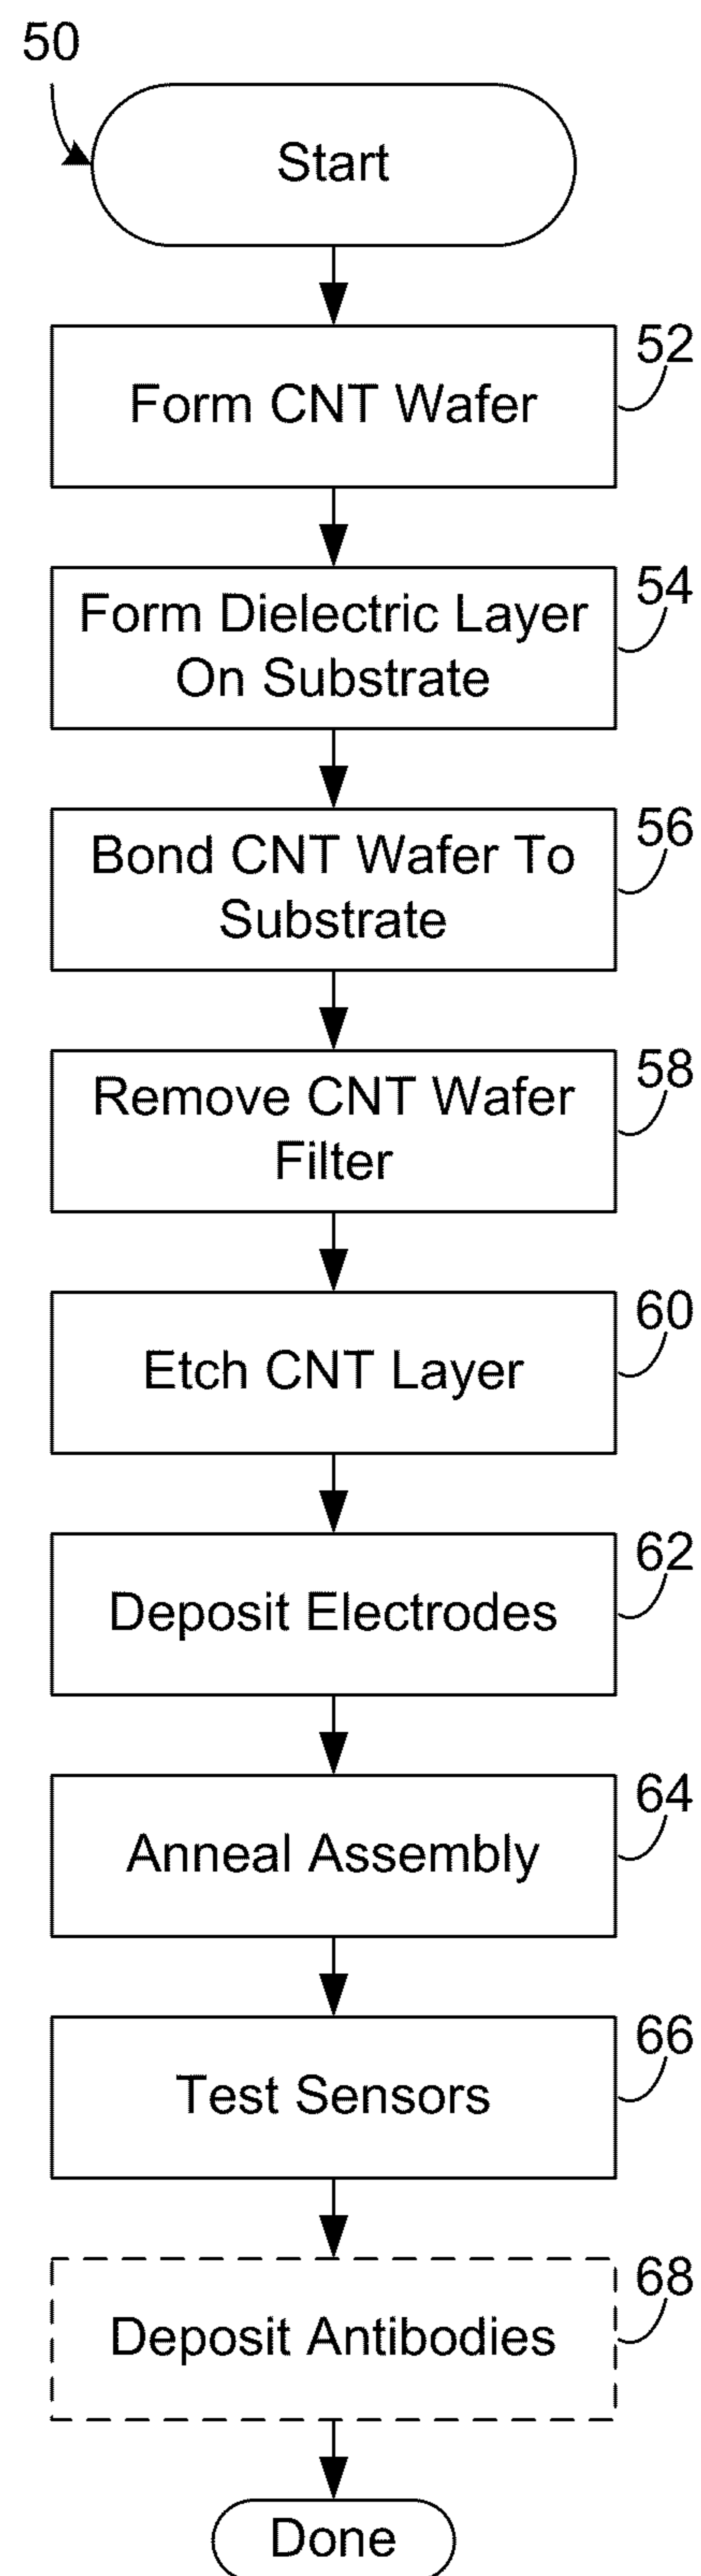 50
Start
52
Form CNT Wafer
54
Form Dielectric Layer
On Substrate
56
Bond CNT Wafer To
Substrate
58
Remove CNT Wafer
Filter
60
Etch CNT Layer
62
Deposit Electrodes
64
Anneal Assembly
66
Test Sensors
68
Deposit Antibodies
Done